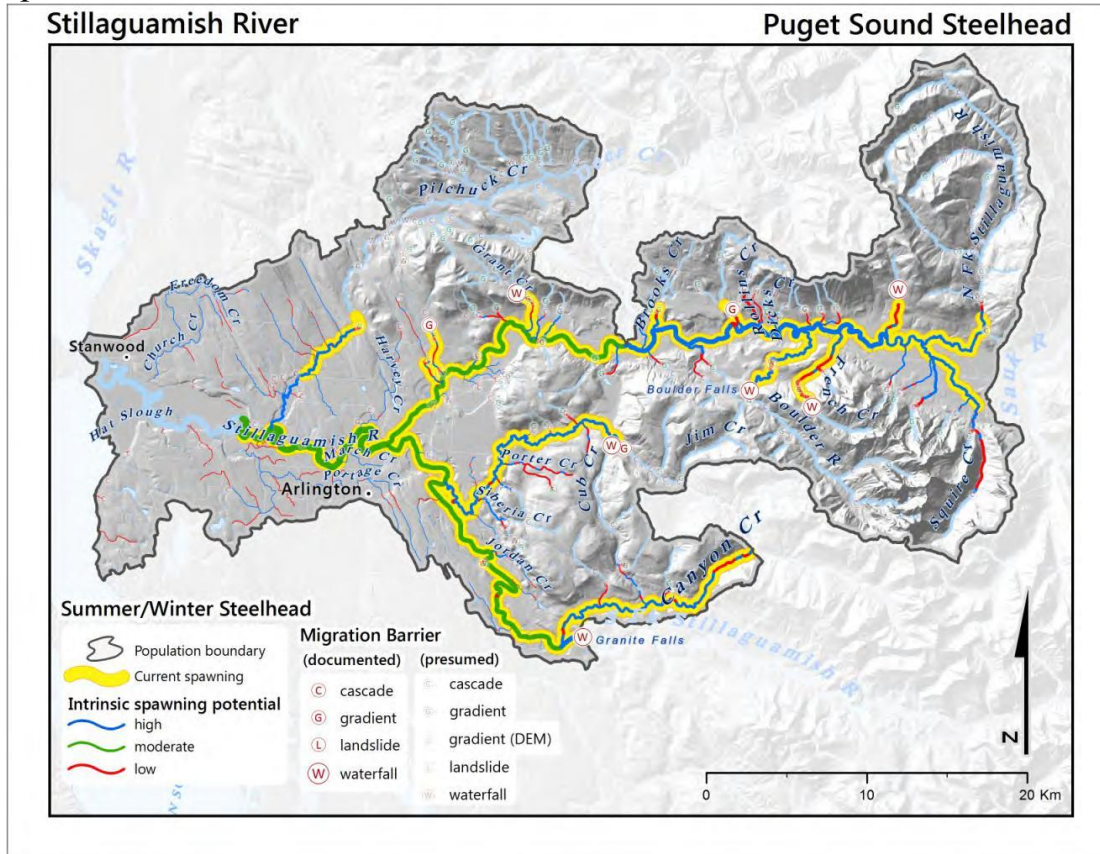 Stillaguamish River
Puget Sound Steelhead
Skagit R
Pilchuck Cr
N Fk Stillaguamish R
Grant Cr
Brooks Cr
Rollins Cr
Dicks Cr
Freedom Cr
Church Cr
Stanwood
Harvey Cr
Sauk R
Boulder Falls
French Cr
Boulder R
Hat Slough
Stillaguamish R
March Cr
Portage Cr
Arlington
Jim Cr
Porter Cr
Cub Cr
Siberia Cr
Squire Cr
Jordan Cr
Canyon Cr
Stillaguamish R
Granite Falls
W
G
W
G
W
W
W
W
G
W
Summer/Winter Steelhead
Population boundary
Current spawning
Intrinsic spawning potential
high
moderate
low
Migration Barrier
(documented)
C cascade
G gradient
L landslide
W waterfall
(presumed)
cascade
gradient
gradient (DEM)
landslide
waterfall
N
0 10 20 Km